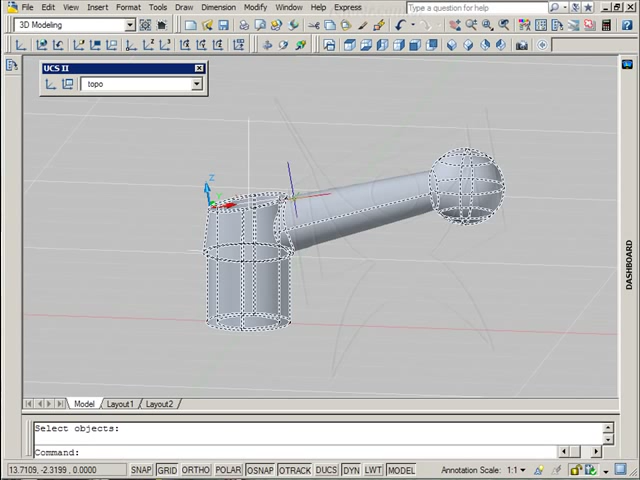 File Edit View Insert Format Tools Draw Dimension Modify Window Help Express Type a question for help
3D Modeling
UCS II
topo
Z
DASHBOARD
Model Layout1 Layout2
Select objects:
Command:
13.7109, -2.3199, 0.0000 SNAP GRID ORTHO POLAR OSNAP OTRACK DUCS DYN LWT MODEL Annotation Scale: 1:1